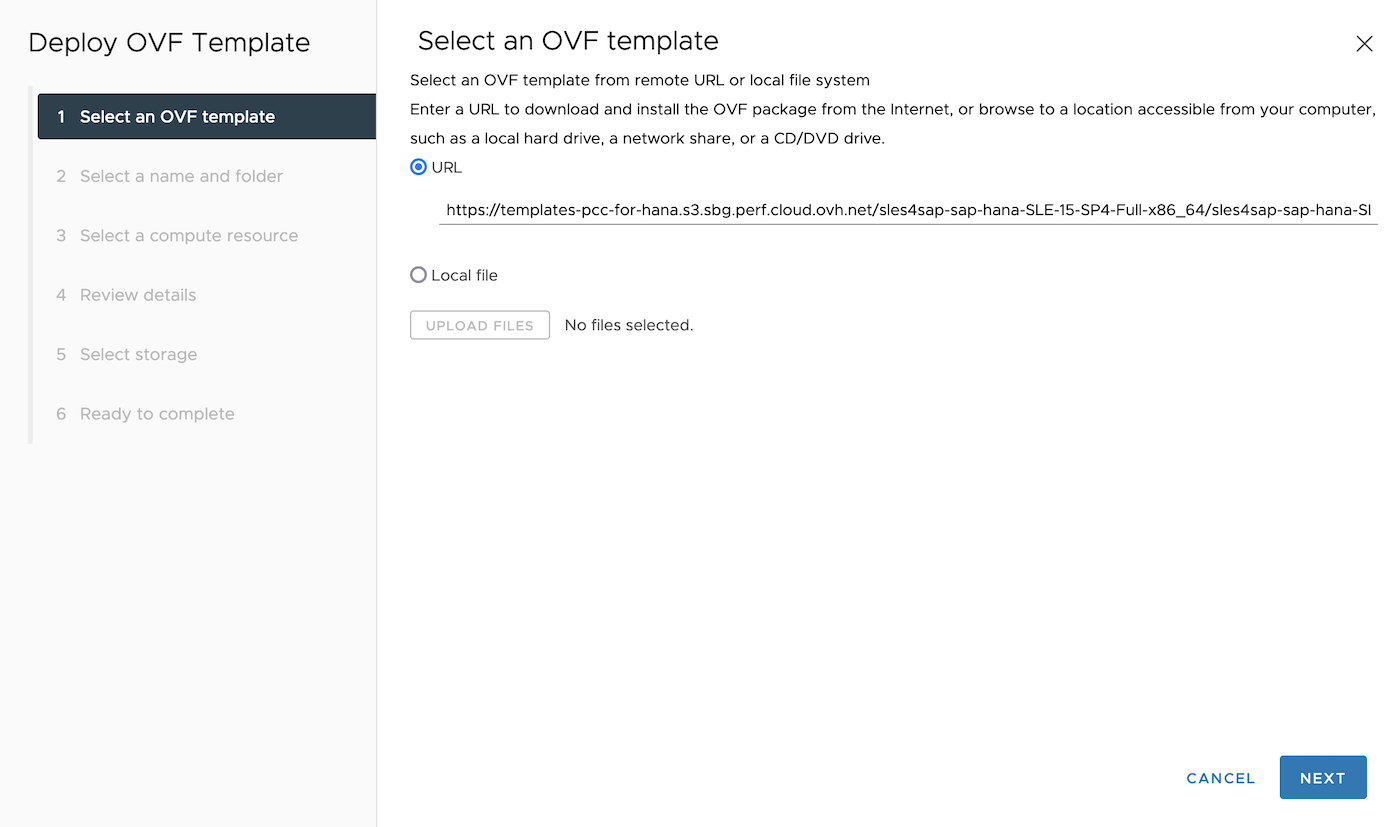 Deploy OVF Template
1 Select an OVF template
2 Select a name and folder
3 Select a compute resource
4 Review details
5 Select storage
6 Ready to complete
Select an OVF template
Select an OVF template from remote URL or local file system
Enter a URL to download and install the OVF package from the Internet, or browse to a location accessible from your computer,
such as a local hard drive, a network share, or a CD/DVD drive.
URL
https://templates-pcc-for-hana.s3.sbg.perf.cloud.ovh.net/sles4sap-sap-hana-SLE-15-SP4-Full-x86_64/sles4sap-sap-hana-Sl
Local file
UPLOAD FILES No files selected.
CANCEL NEXT